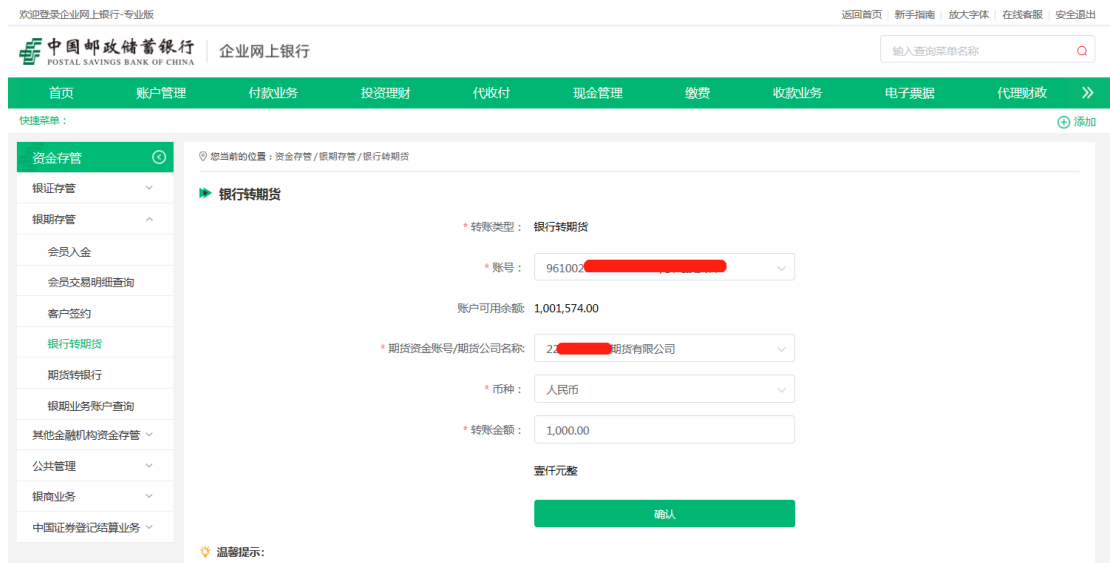 欢迎登录企业网上银行-专业版
返回首页 新手指南 放大字体 在线客服 安全退出
中国邮政储蓄银行
POSTAL SAVINGS BANK OF CHINA
企业网上银行
输入查询菜单名称
首页 账户管理 付款业务 投资理财 代收付 现金管理 缴费 收款业务 电子票据 代理财政
快捷菜单：
添加
资金存管
银证存管
银期存管
会员入金
会员交易明细查询
客户签约
银行转期货
期货转银行
银期业务账户查询
其他金融机构资金存管
公共管理
银商业务
中国证券登记结算业务
您当前的位置：资金存管/银期存管/银行转期货
银行转期货
* 转账类型： 银行转期货
* 账号： 961002
账户可用余额: 1,001,574.00
* 期货资金账号/期货公司名称: 22 期货有限公司
* 币种： 人民币
* 转账金额： 1,000.00
壹仟元整
确认
温馨提示: